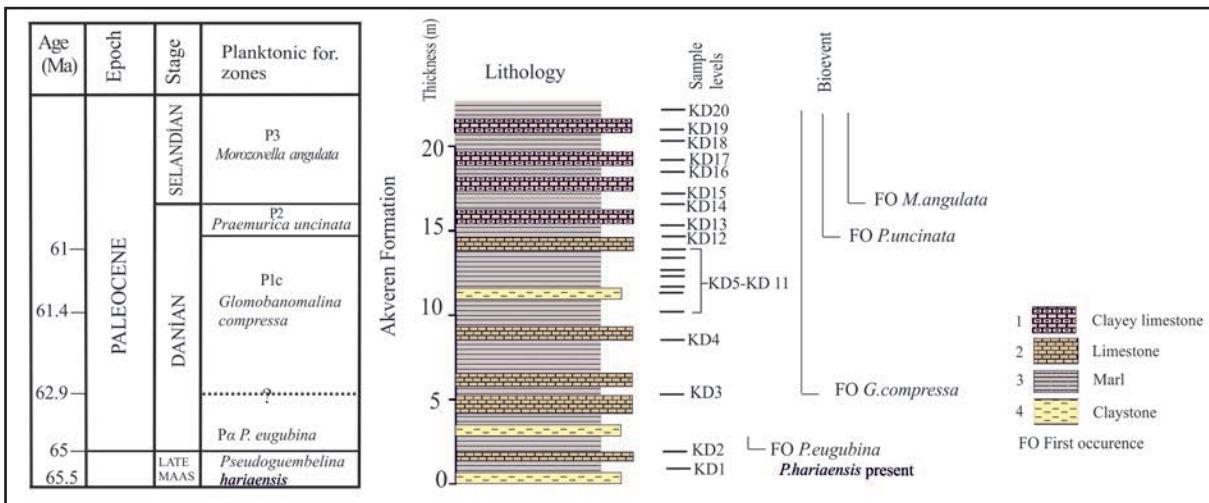 Age
(Ma)
Epoch
Stage
Planktonic for.
zones
61
61.4
62.9
65
65.5
PALEOCENE
SELANDİAN
DANİAN
LATE
MAAS
P3
Morozovella angulata
P2
Praemurica uncinata
P1c
Glomobanomalina
compressa
?
Pα P. eugubina
Pseudoguembelina
hariaensis
Akveren Formation
Thickness (m)
20
15
10
5
0
Lithology
Sample
levels
KD20
KD19
KD18
KD17
KD16
KD15
KD14
KD13
KD12
KD5-KD 11
KD4
KD3
KD2
KD1
Bioevent
FO M.angulata
FO P.uncinata
FO G.compressa
FO P.eugubina
P.hariaensis present
1 Clayey limestone
2 Limestone
3 Marl
4 Claystone
FO First occurence